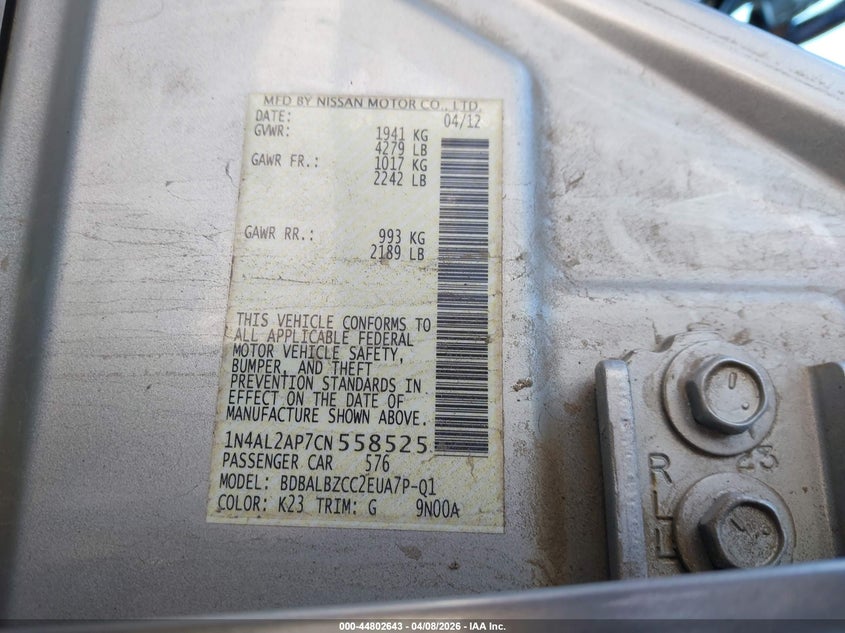 MFD BY NISSAN MOTOR CO., LTD.
DATE: 04/12
GVWR: 1941 KG
4279 LB
GAWR FR.: 1017 KG
2242 LB
GAWR RR.: 993 KG
2189 LB
THIS VEHICLE CONFORMS TO
ALL APPLICABLE FEDERAL
MOTOR VEHICLE SAFETY,
BUMPER, AND THEFT
PREVENTION STANDARDS IN
EFFECT ON THE DATE OF
MANUFACTURE SHOWN ABOVE.
1N4AL2AP7CN558525
PASSENGER CAR 576
MODEL: BDBALBZCC2EUA7P-Q1
COLOR: K23 TRIM: G 9N00A
R 23
L
L
000-44802643 - 04/08/2026 - IAA Inc.